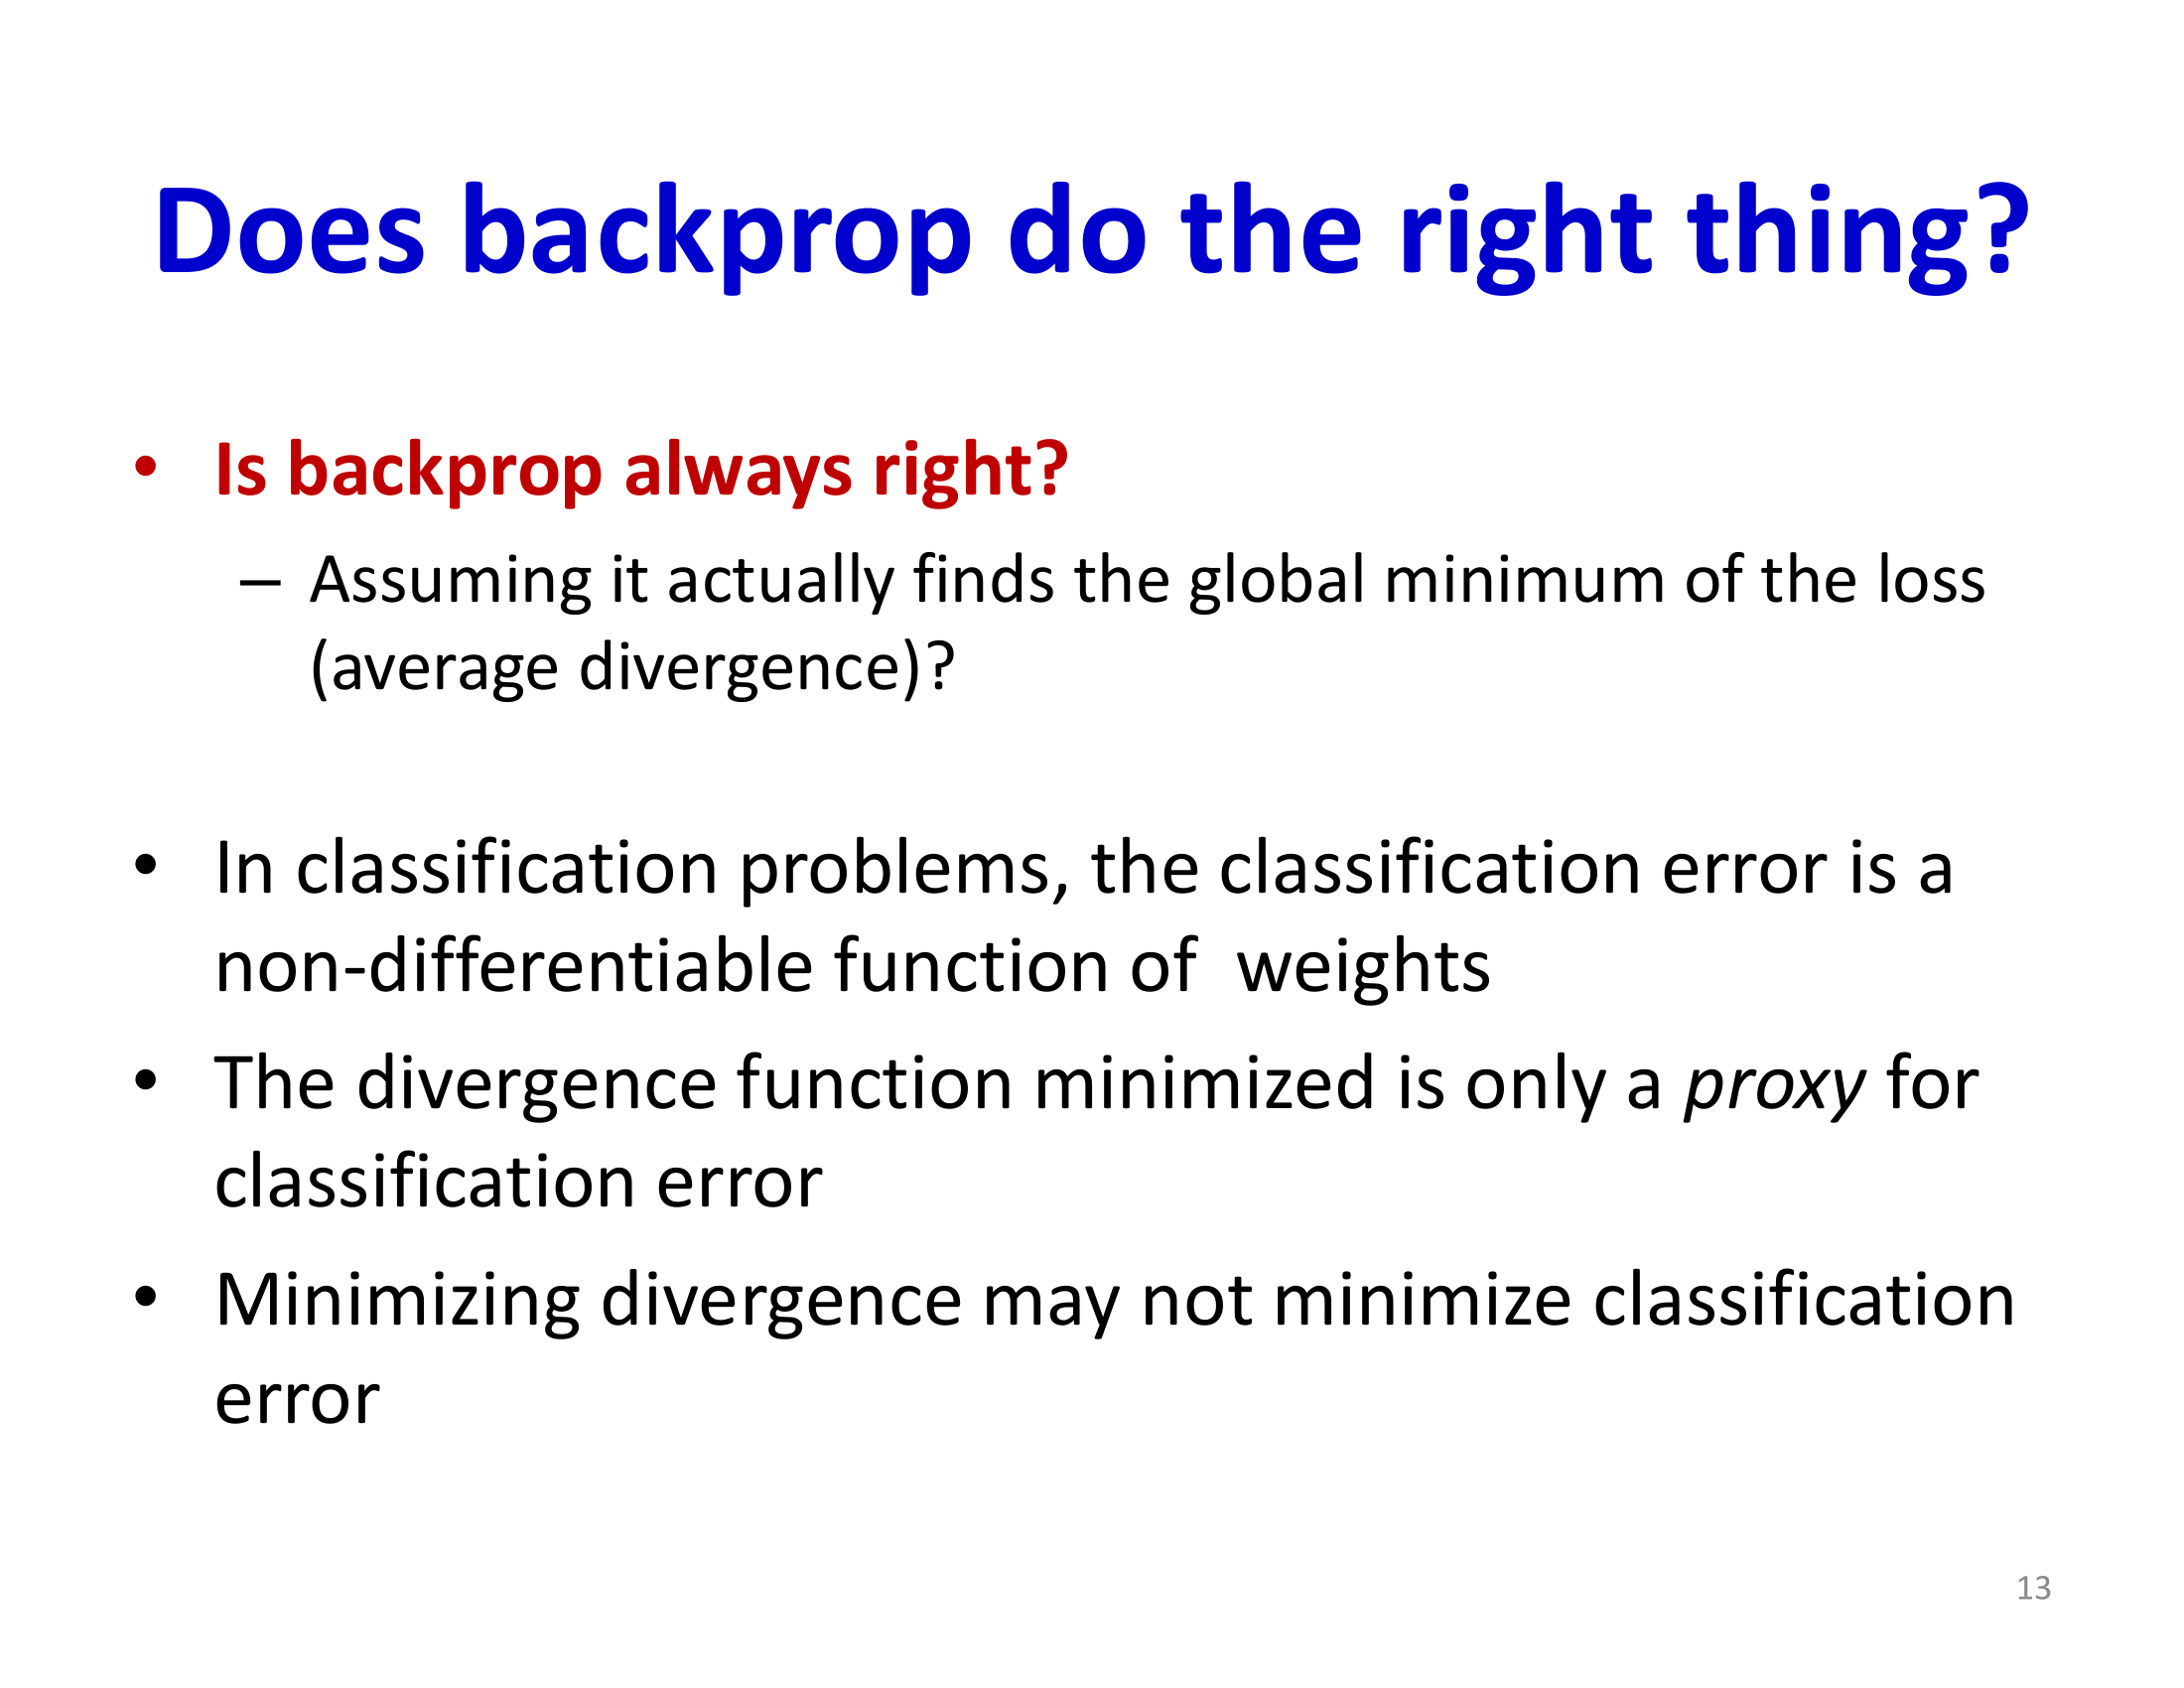 Does backprop do the right thing?
• Is backprop always right?
– Assuming it actually finds the global minimum of the loss
(average divergence)?
• In classification problems, the classification error is a
non-differentiable function of  weights
• The divergence function minimized is only a proxy for
classification error
• Minimizing divergence may not minimize classification
error
13